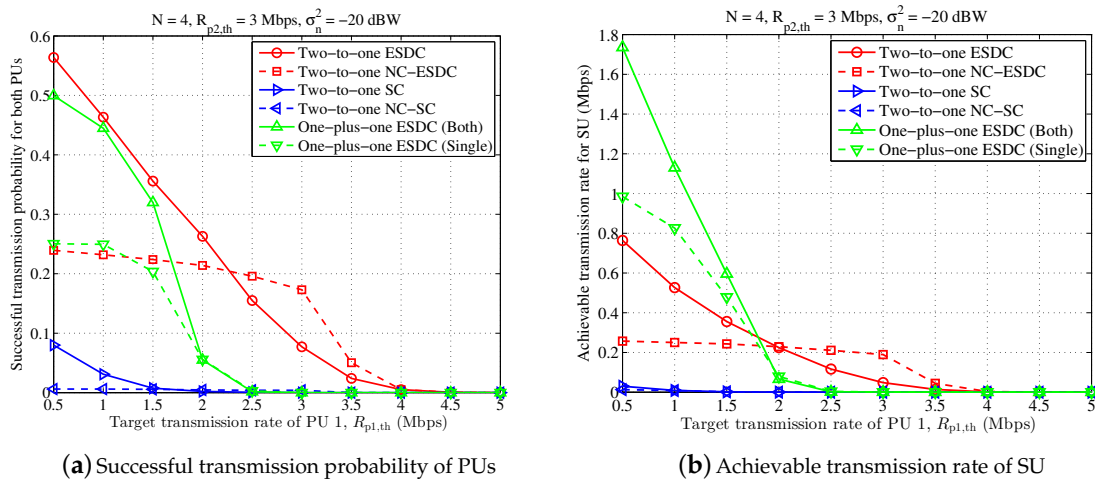 N = 4, R_p2,th = 3 Mbps, σ_n^2 = −20 dBW
Successful transmission probability for both PUs
0.6
0.5
0.4
0.3
0.2
0.1
0
Two-to-one ESDC
Two-to-one NC−ESDC
Two-to-one SC
Two-to-one NC−SC
One-plus-one ESDC (Both)
One-plus-one ESDC (Single)
0.5 1 1.5 2 2.5 3 3.5 4 4.5 5
Target transmission rate of PU 1, R_p1,th (Mbps)
(a) Successful transmission probability of PUs
N = 4, R_p2,th = 3 Mbps, σ_n^2 = −20 dBW
Achievable transmission rate for SU (Mbps)
1.8
1.6
1.4
1.2
1
0.8
0.6
0.4
0.2
0
Two-to-one ESDC
Two-to-one NC−ESDC
Two-to-one SC
Two-to-one NC−SC
One-plus-one ESDC (Both)
One-plus-one ESDC (Single)
0.5 1 1.5 2 2.5 3 3.5 4 4.5 5
Target transmission rate of PU 1, R_p1,th (Mbps)
(b) Achievable transmission rate of SU